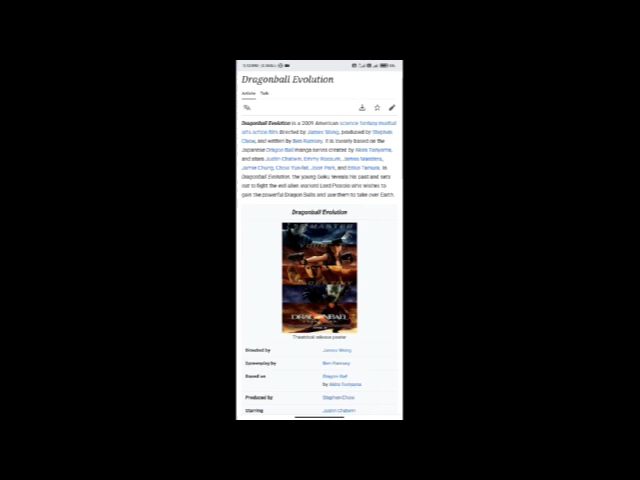 Dragonball Evolution
Article Talk
Dragonball Evolution is a 2009 American science fantasy martial
arts action film directed by James Wong, produced by Stephen
Chow, and written by Ben Ramsey. It is loosely based on the
Japanese Dragon Ball manga series created by Akira Toriyama,
and stars Justin Chatwin, Emmy Rossum, James Marsters,
Jamie Chung, Chow Yun-fat, Joon Park, and Eriko Tamura. In
Dragonball Evolution, the young Goku reveals his past and sets
out to fight the evil alien warlord Lord Piccolo who wishes to
gain the powerful Dragon Balls and use them to take over Earth.
Dragonball Evolution
DRAGONBALL
Theatrical release poster
Directed by James Wong
Screenplay by Ben Ramsey
Based on Dragon Ball
by Akira Toriyama
Produced by Stephen Chow
Starring Justin Chatwin